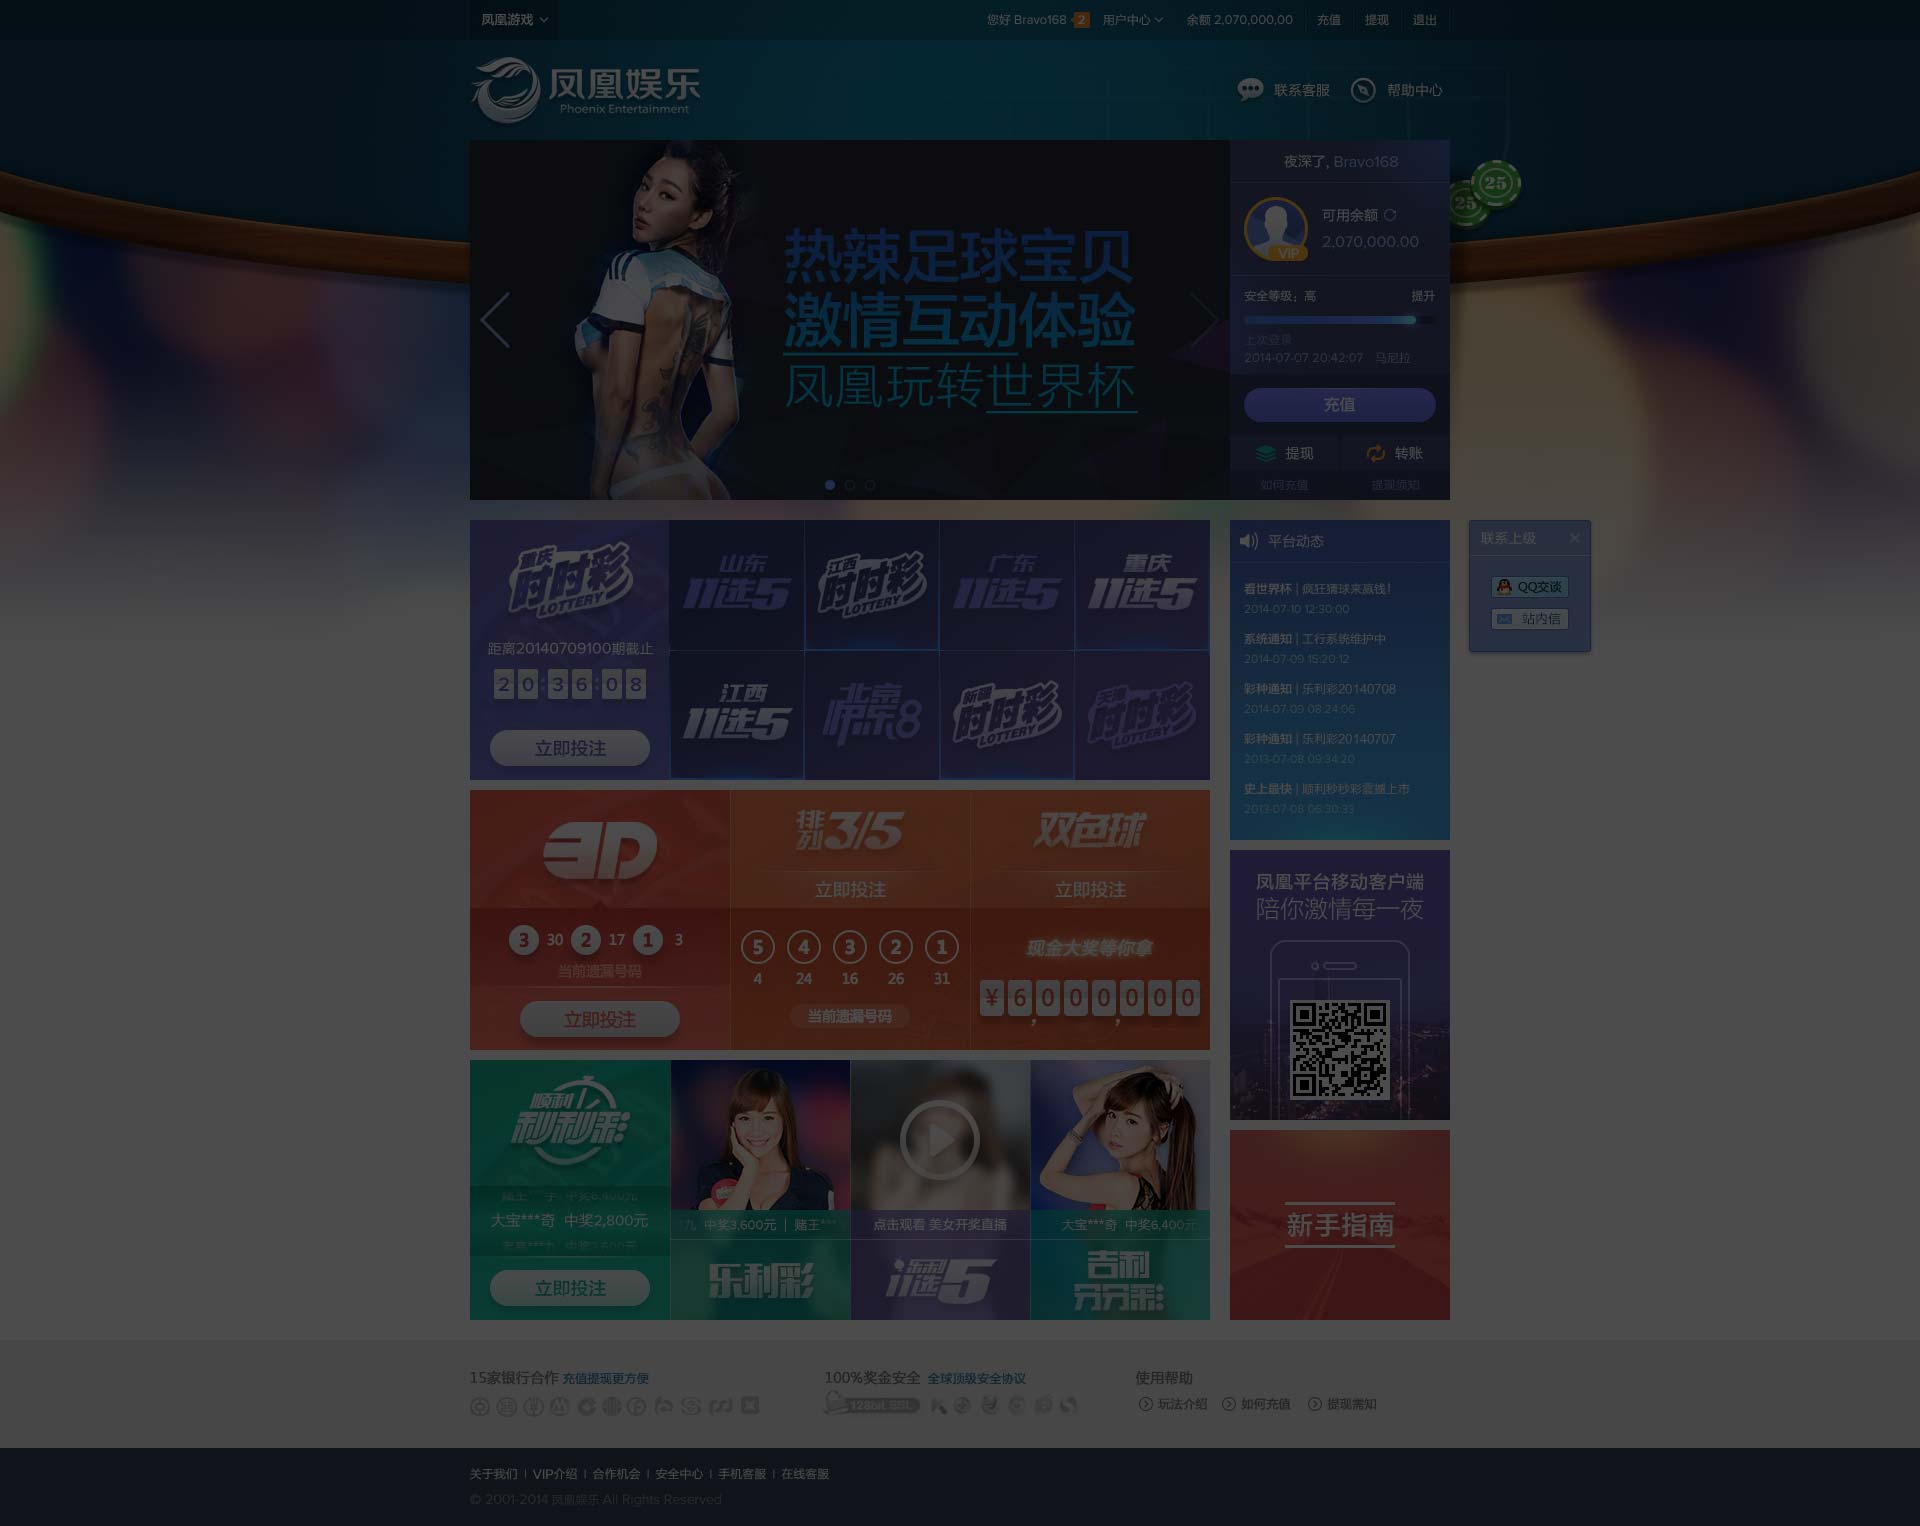 凤凰游戏
您好 Bravo168 2 用户中心 余额 2,070,000,00 充值 提现 退出
凤凰娱乐
Phoenix Entertainment
联系客服 帮助中心
热辣足球宝贝
激情互动体验
凤凰玩转世界杯
夜深了, Bravo168
可用余额
2,070,000.00
VIP
安全等级：高 提升
上次登录
2014-07-07 20:42:07 马尼拉
充值
提现 转账
如何充值 提现须知
重庆
时时彩
LOTTERY
距离20140709100期截止
20:36:08
立即投注
山东
11选5
江西
时时彩
LOTTERY
广东
11选5
重庆
11选5
江西
11选5
北京
快乐8
新疆
时时彩
LOTTERY
天津
时时彩
LOTTERY
平台动态
看世界杯 | 疯狂猜球来赢钱!
2014-07-10 12:30:00
系统通知 | 工行系统维护中
2014-07-09 15:20:12
彩种通知 | 乐利彩20140708
2014-07-09 08:24:06
彩种通知 | 乐利彩20140707
2013-07-08 09:34:20
史上最快 | 顺利秒秒彩震撼上市
2013-07-08 06:30:33
联系上级
QQ交谈
站内信
3D
3 30 2 17 1 3
当前遗漏号码
立即投注
排列3/5
立即投注
5 4 3 2 1
4 24 16 26 31
当前遗漏号码
双色球
立即投注
现金大奖等你拿
¥6,000,000
凤凰平台移动客户端
陪你激情每一夜
顺利
秒秒彩
赌王***宇 中奖6,400元
大宝***奇 中奖2,800元
中奖3,600元
立即投注
九 中奖3,600元 | 赌王***
乐利彩
点击观看 美女开奖直播
乐利
11选5
大宝***奇 中奖6,400元
吉利
分分彩
新手指南
15家银行合作 充值提现更方便
100%奖金安全 全球顶级安全协议
128bit SSL
使用帮助
玩法介绍 如何充值 提现需知
关于我们 | VIP介绍 | 合作机会 | 安全中心 | 手机客服 | 在线客服
© 2001-2014 凤凰娱乐 All Rights Reserved